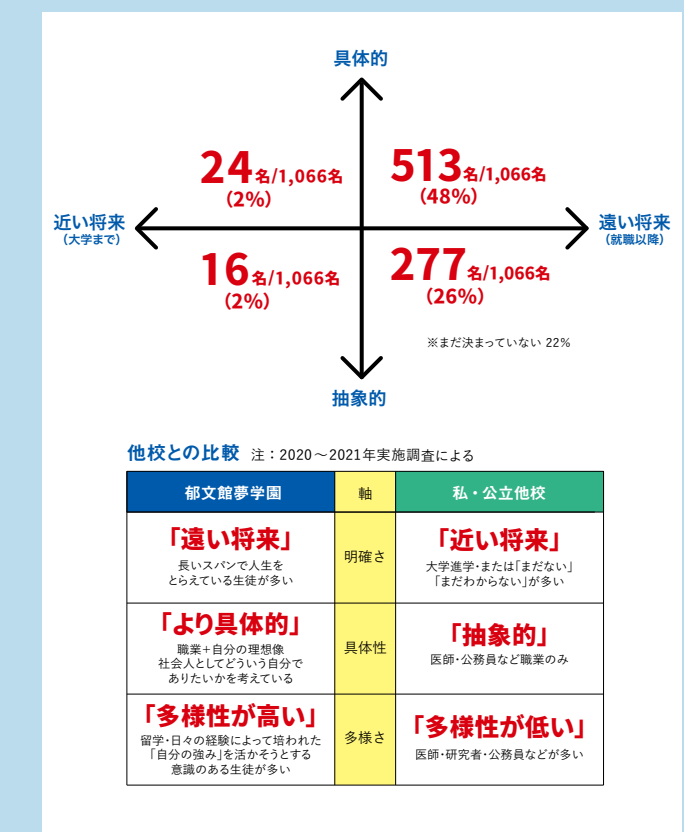 具体的
24名/1,066名
(2%)
513名/1,066名
(48%)
近い将来
(大学まで)
遠い将来
(就職以降)
16名/1,066名
(2%)
277名/1,066名
(26%)
※まだ決まっていない 22%
抽象的
他校との比較 注：2020～2021年実施調査による
郁文館夢学園 軸 私・公立他校
「遠い将来」
長いスパンで人生を
とらえている生徒が多い
明確さ
「近い将来」
大学進学・または「まだない」
「まだわからない」が多い
「より具体的」
職業+自分の理想像
社会人としてどういう自分で
ありたいかを考えている
具体性
「抽象的」
医師・公務員など職業のみ
「多様性が高い」
留学・日々の経験によって培われた
「自分の強み」を活かそうとする
意識のある生徒が多い
多様さ
「多様性が低い」
医師・研究者・公務員などが多い